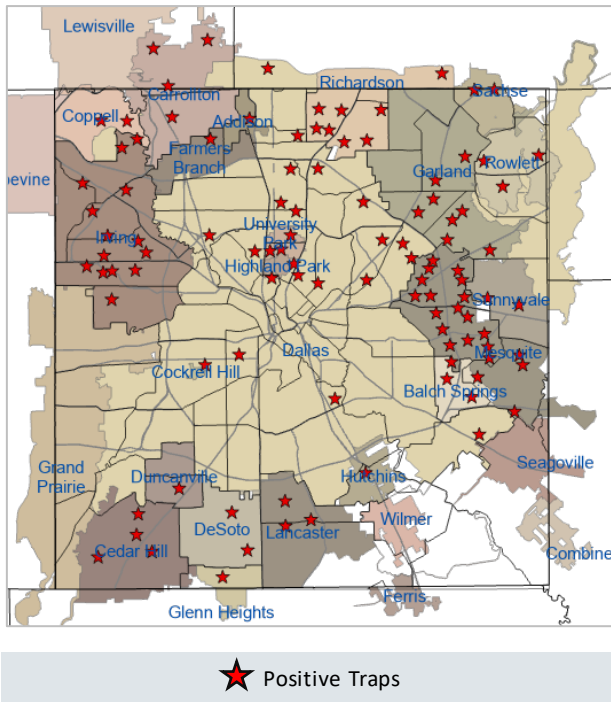 Lewisville
Richardson
Sachse
Carrollton
Coppell
Addison
Farmers
Branch
Garland
Rowlett
University
Park
Irving
Highland Park
Sunnyvale
Dallas
Mesquite
Cockrell Hill
Balch Springs
Grand
Prairie
Duncanville
Hutchins
Seagoville
DeSoto
Lancaster
Wilmer
Cedar Hill
Combine
Ferris
Glenn Heights
Positive Traps